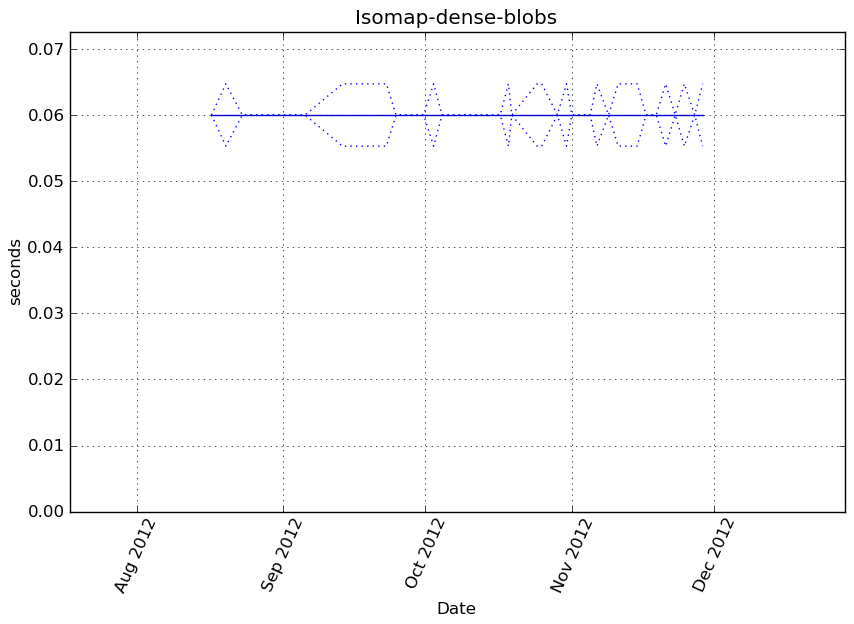 Isomap-dense-blobs
0.07
0.06
0.05
0.04
0.03
0.02
0.01
0.00
seconds
Aug 2012
Sep 2012
Oct 2012
Nov 2012
Dec 2012
Date